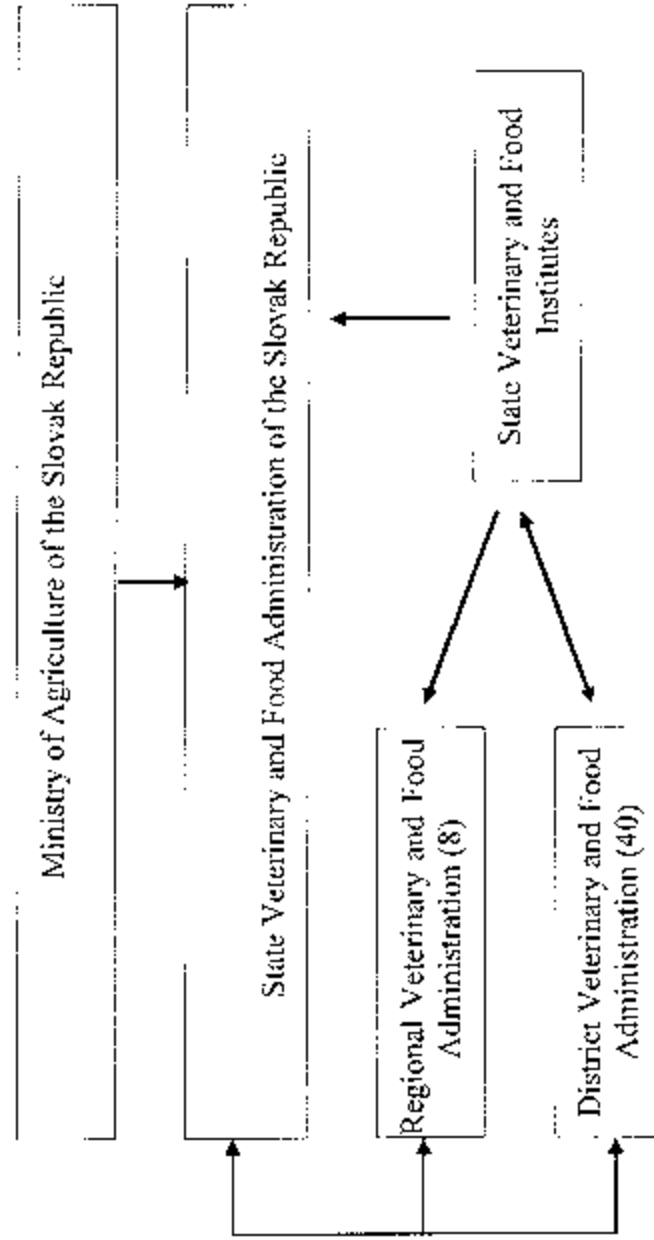 Ministry of Agriculture of the Slovak Republic
State Veterinary and Food Administration of the Slovak Republic
Regional Veterinary and Food
Administration (8)
State Veterinary and Food
Institutes
District Veterinary and Food
Administration (40)